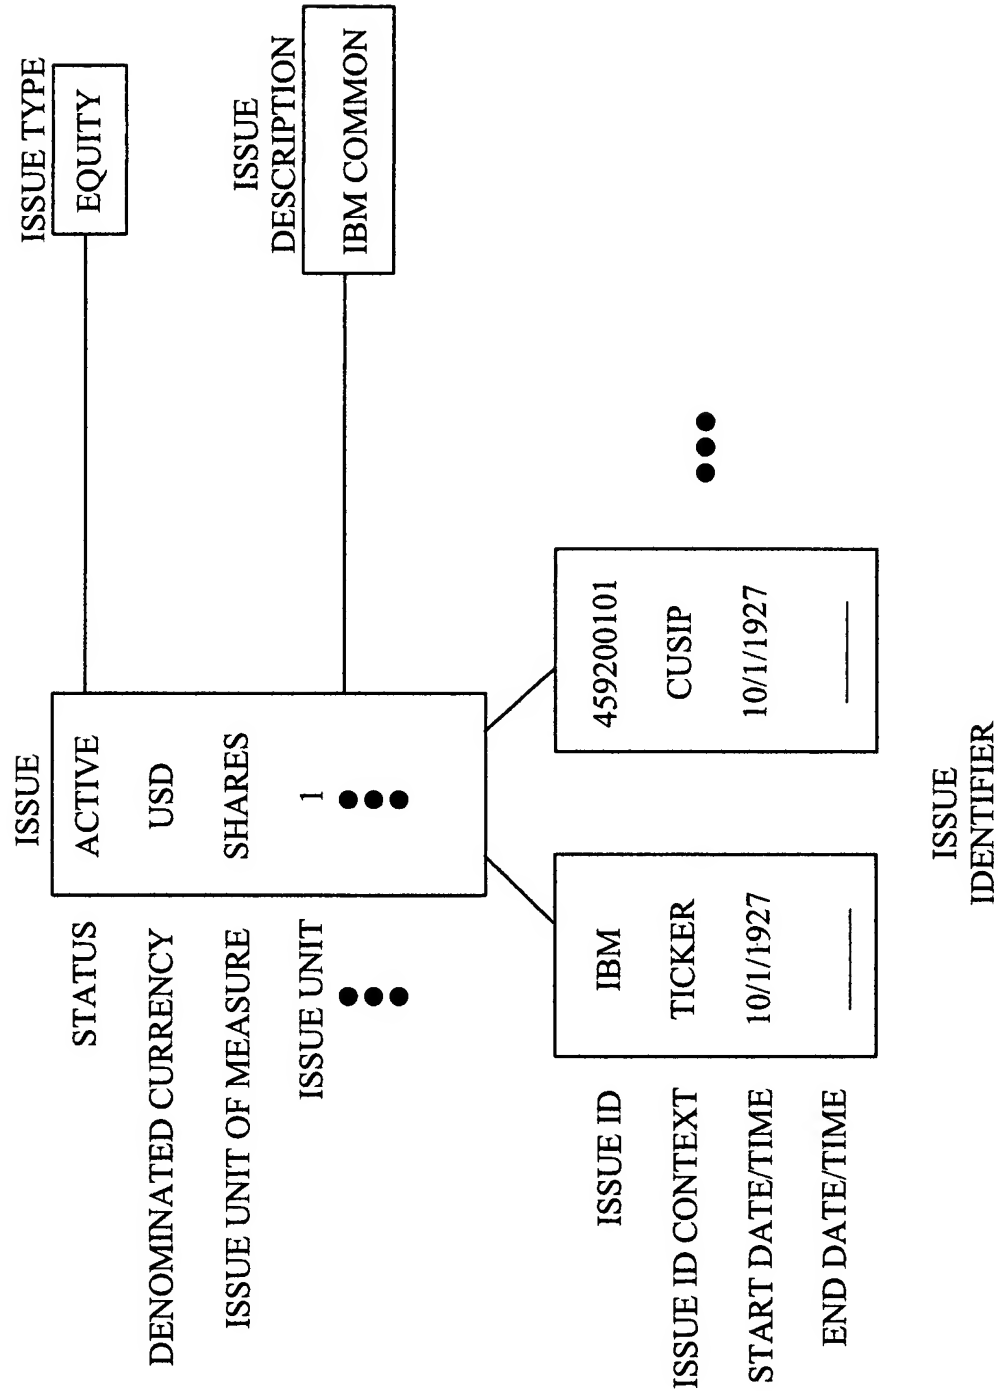 ISSUE
ISSUE TYPE
STATUS
ACTIVE
EQUITY
DENOMINATED CURRENCY
USD
ISSUE UNIT OF MEASURE
SHARES
ISSUE
DESCRIPTION
ISSUE UNIT
1
IBM COMMON
ISSUE ID
IBM
459200101
ISSUE ID CONTEXT
TICKER
CUSIP
START DATE/TIME
10/1/1927
10/1/1927
END DATE/TIME
ISSUE
IDENTIFIER